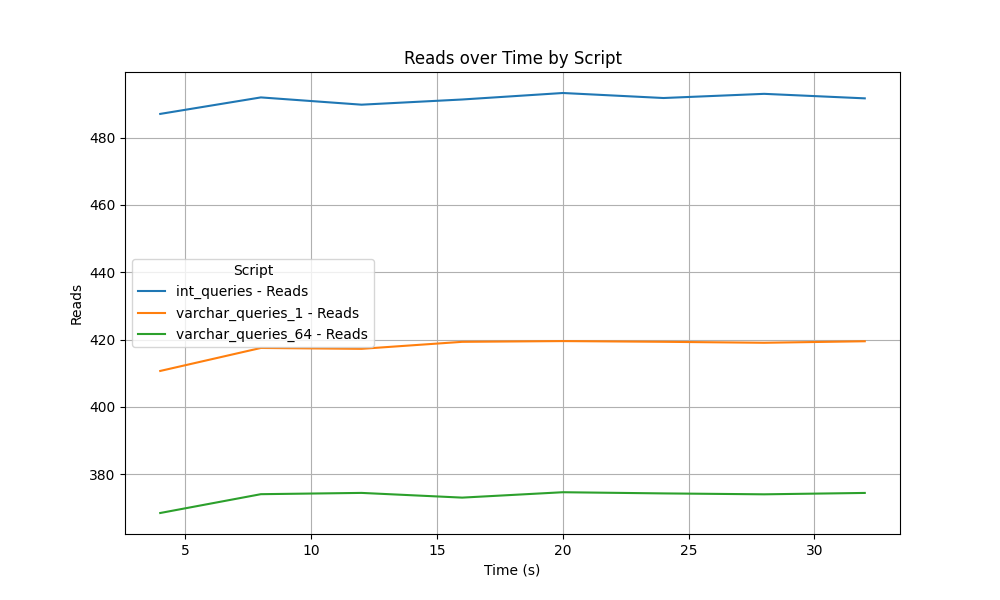 Reads over Time by Script
Reads
480
460
440
420
400
380
Script
int_queries - Reads
varchar_queries_1 - Reads
varchar_queries_64 - Reads
5 10 15 20 25 30
Time (s)